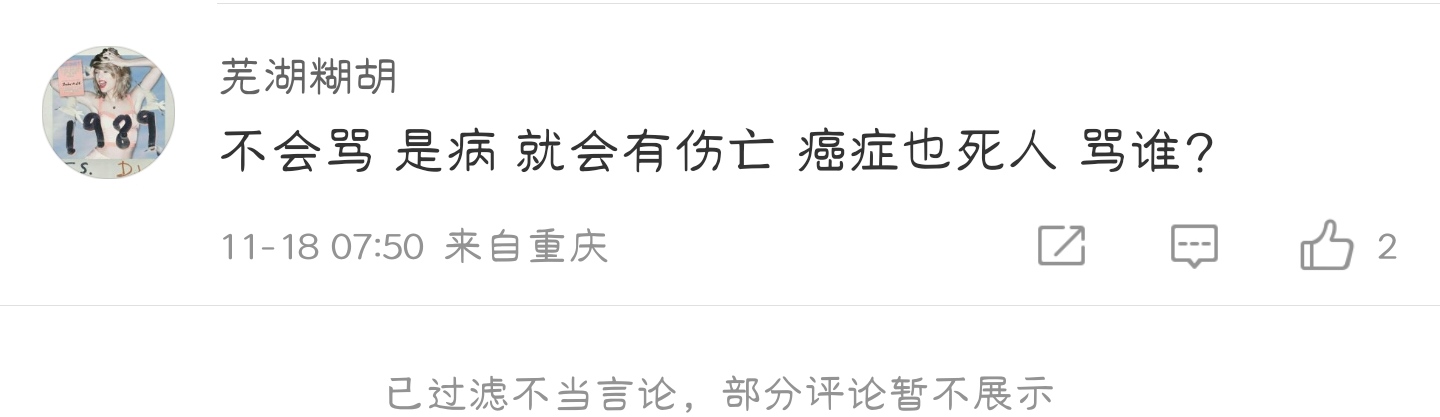 芜湖糊胡
1989
T.S.
不会骂 是病 就会有伤亡 癌症也死人 骂谁？
11-18 07:50 来自重庆
2
已过滤不当言论，部分评论暂不展示